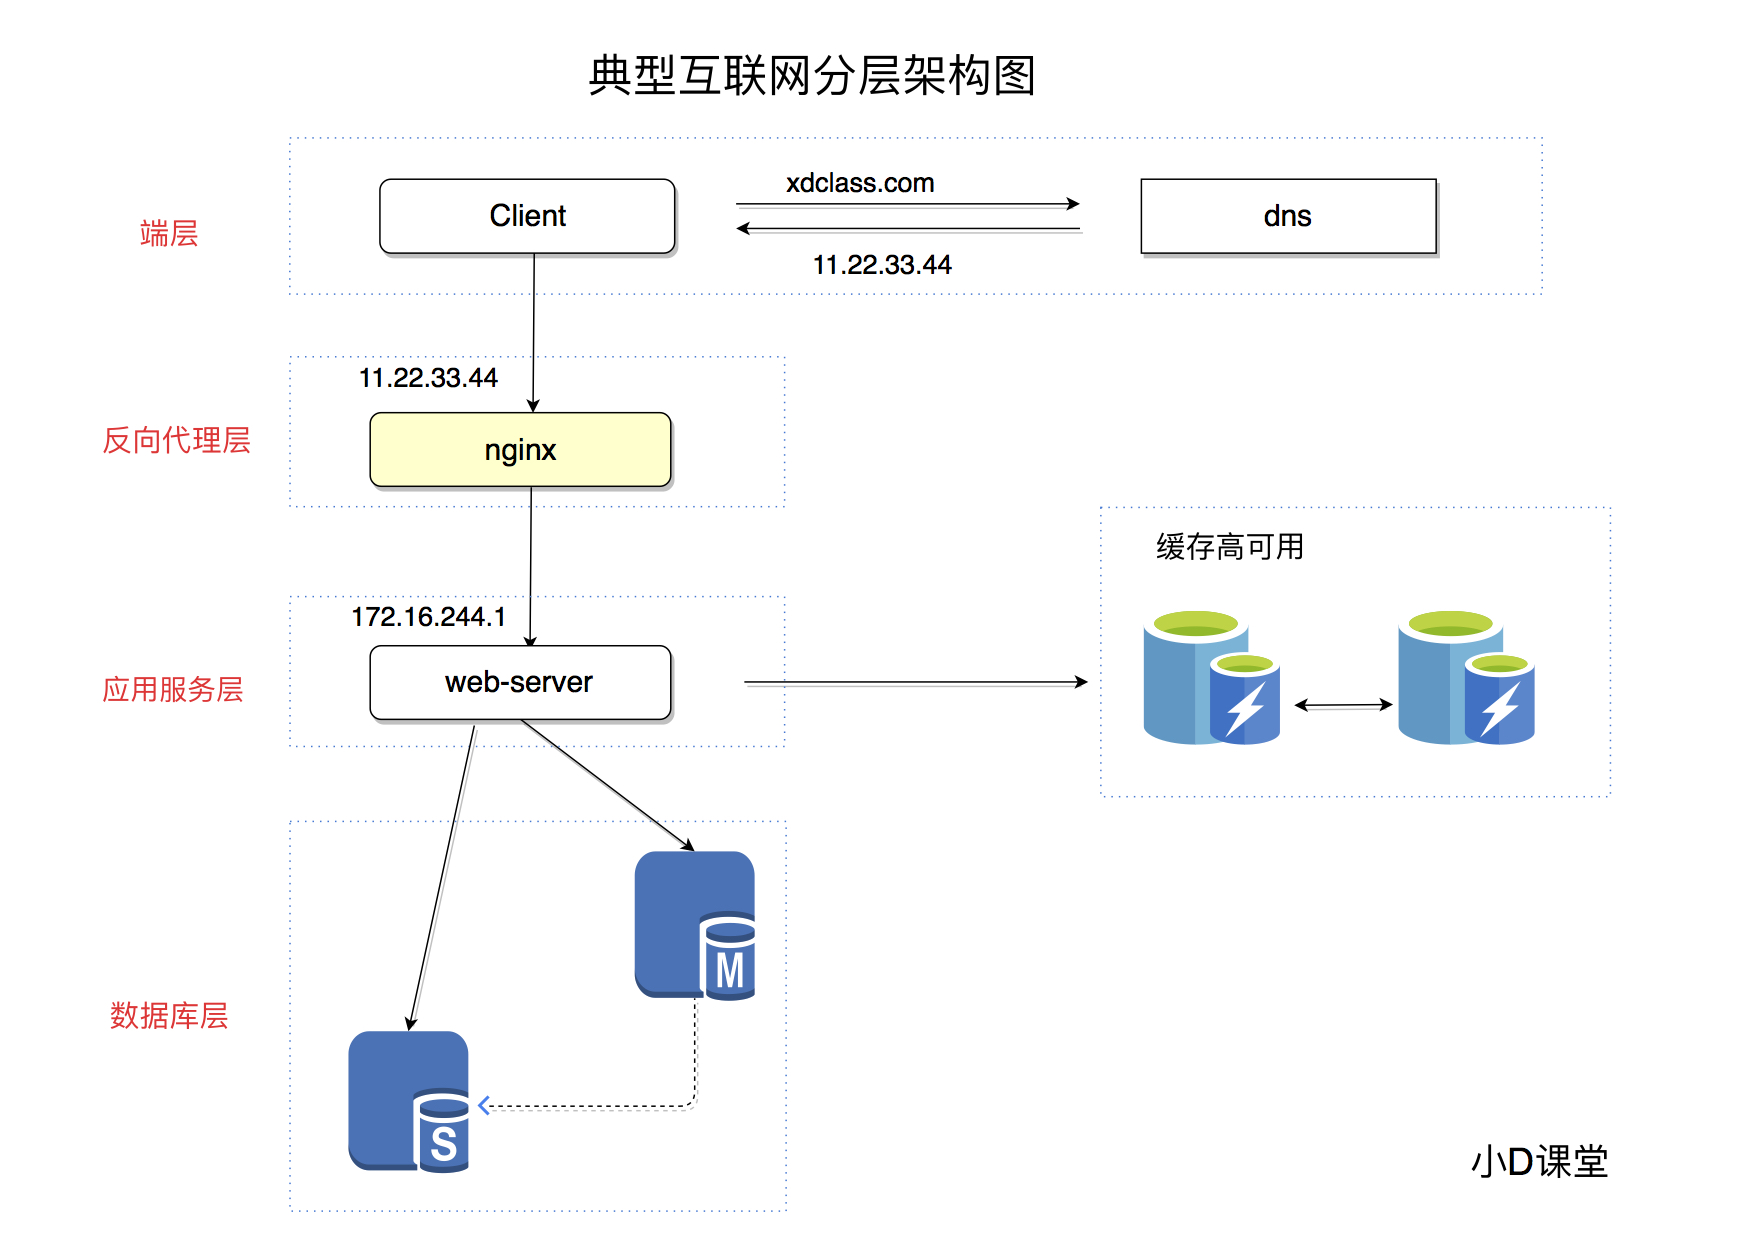 典型互联网分层架构图
端层
Client
xdclass.com
11.22.33.44
dns
反向代理层
11.22.33.44
nginx
应用服务层
172.16.244.1
web-server
缓存高可用
数据库层
M
S
小D课堂